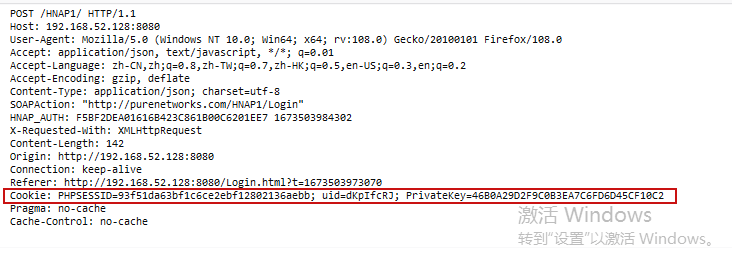 POST /HNAP1/ HTTP/1.1
Host: 192.168.52.128:8080
User-Agent: Mozilla/5.0 (Windows NT 10.0; Win64; x64; rv:108.0) Gecko/20100101 Firefox/108.0
Accept: application/json, text/javascript, */*; q=0.01
Accept-Language: zh-CN,zh;q=0.8,zh-TW;q=0.7,zh-HK;q=0.5,en-US;q=0.3,en;q=0.2
Accept-Encoding: gzip, deflate
Content-Type: application/json; charset=utf-8
SOAPAction: "http://purenetworks.com/HNAP1/Login"
HNAP_AUTH: F5BF2DEA01616B423C861B00C6201EE7 1673503984302
X-Requested-With: XMLHttpRequest
Content-Length: 142
Origin: http://192.168.52.128:8080
Connection: keep-alive
Referer: http://192.168.52.128:8080/Login.html?t=1673503973070
Cookie: PHPSESSID=93f51da63bf1c6ce2ebf12802136aebb; uid=dKpIfcRJ; PrivateKey=46B0A29D2F9C0B3EA7C6FD6D45CF10C2
Pragma: no-cache
Cache-Control: no-cache
激活 Windows
转到“设置”以激活 Windows。